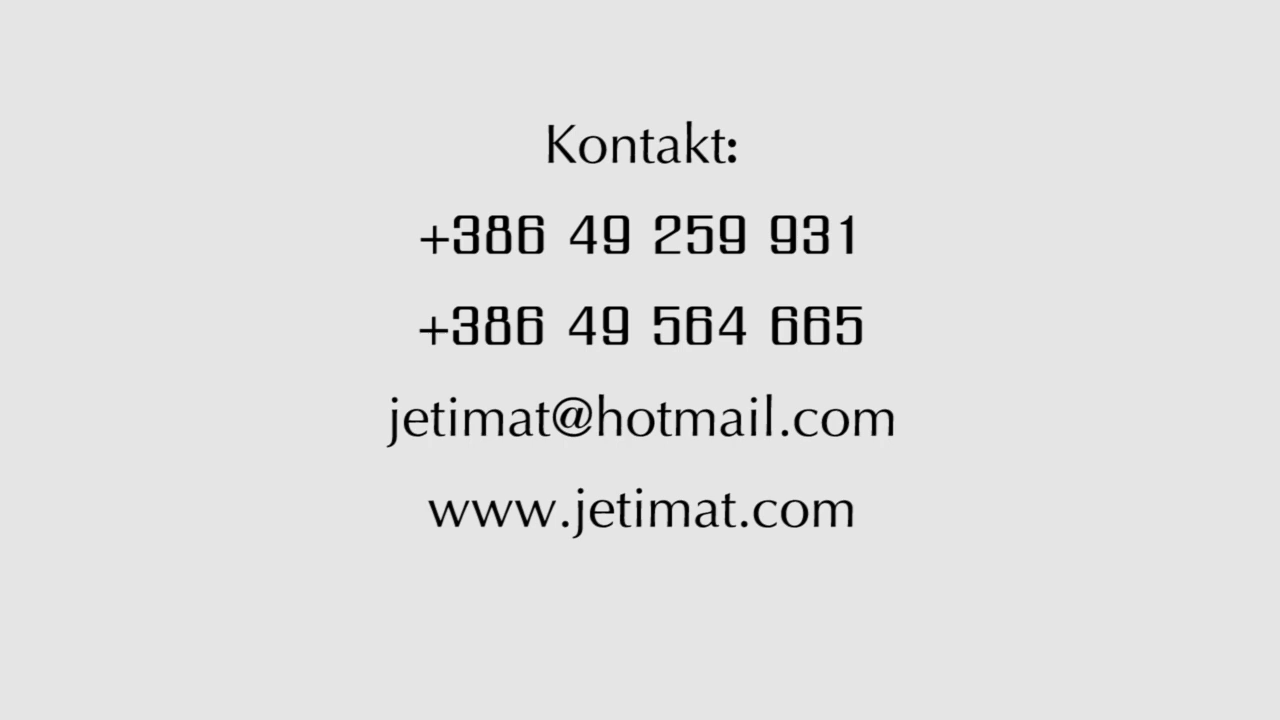 Kontakt:
+386 49 259 931
+386 49 564 665
jetimat@hotmail.com
www.jetimat.com